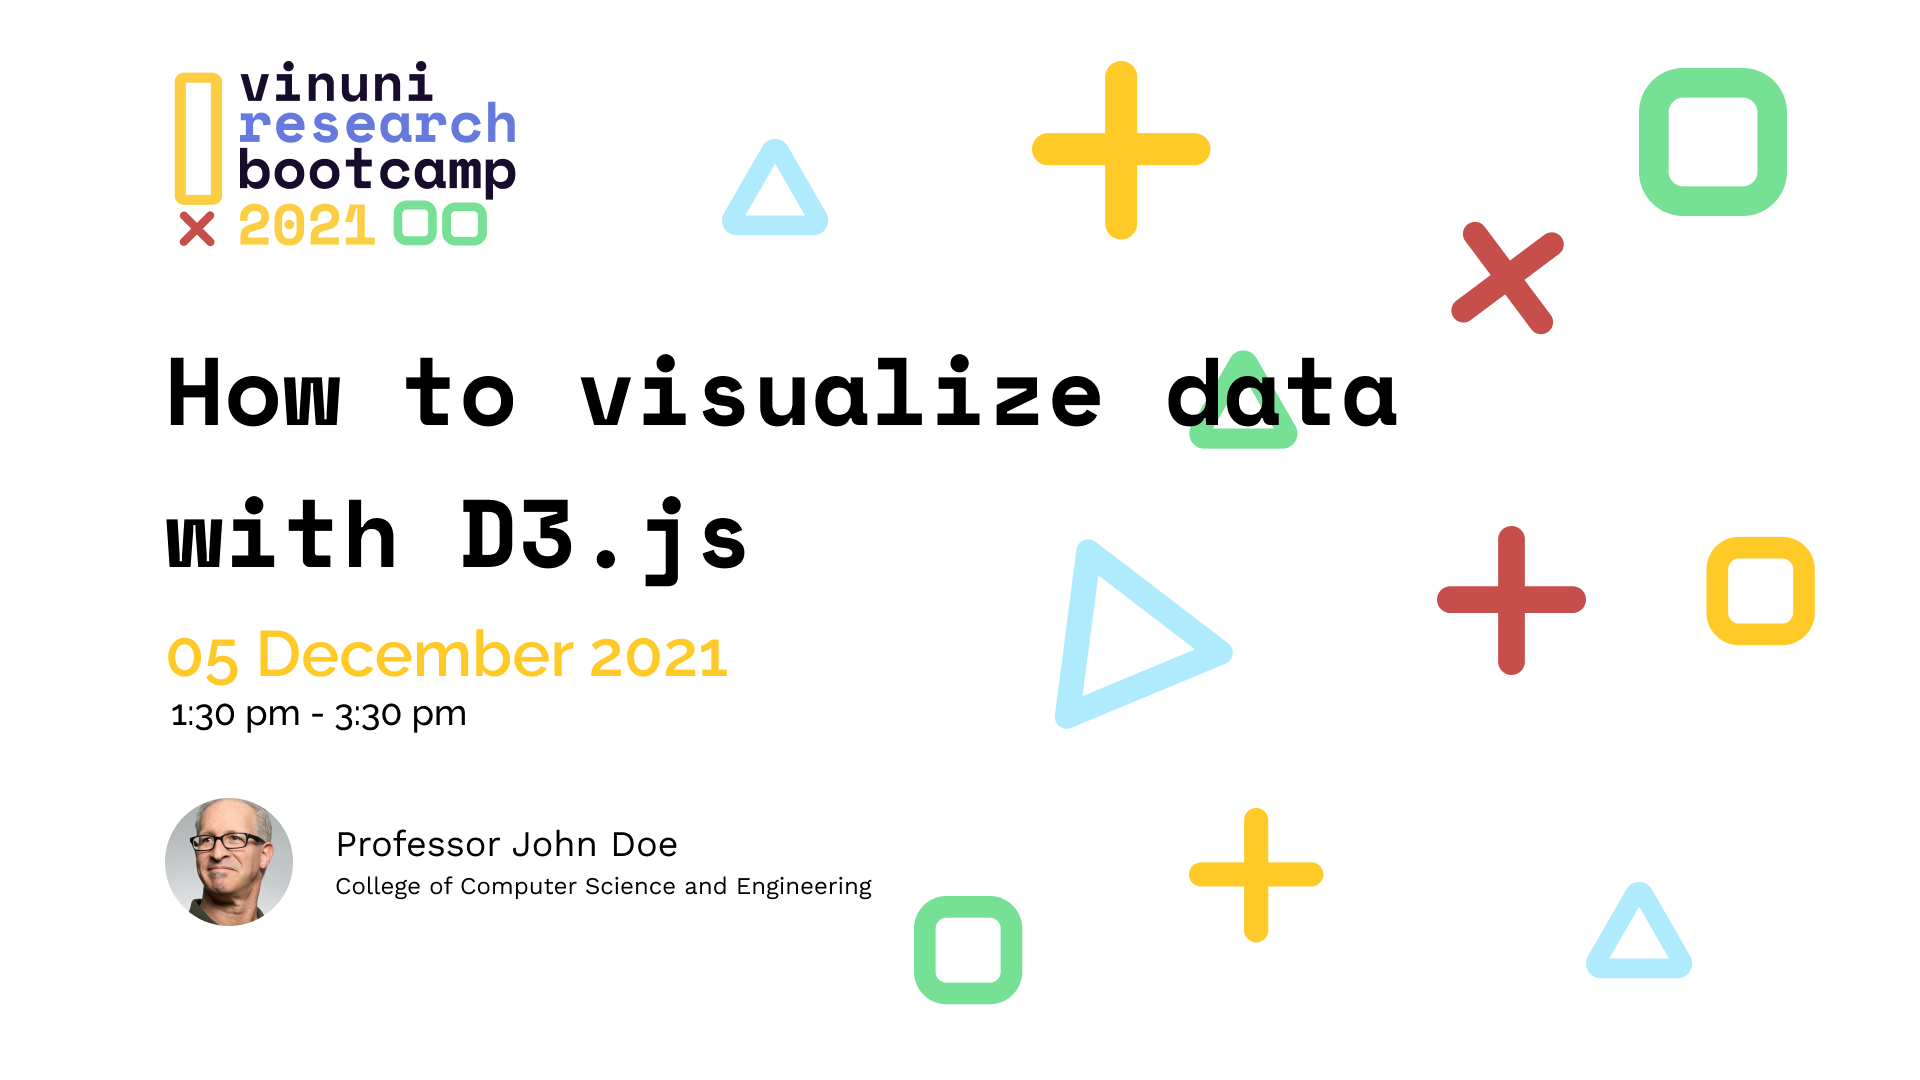 vinuni
research
bootcamp
2021
How to visualize data
with D3.js
05 December 2021
1:30 pm - 3:30 pm
Professor John Doe
College of Computer Science and Engineering